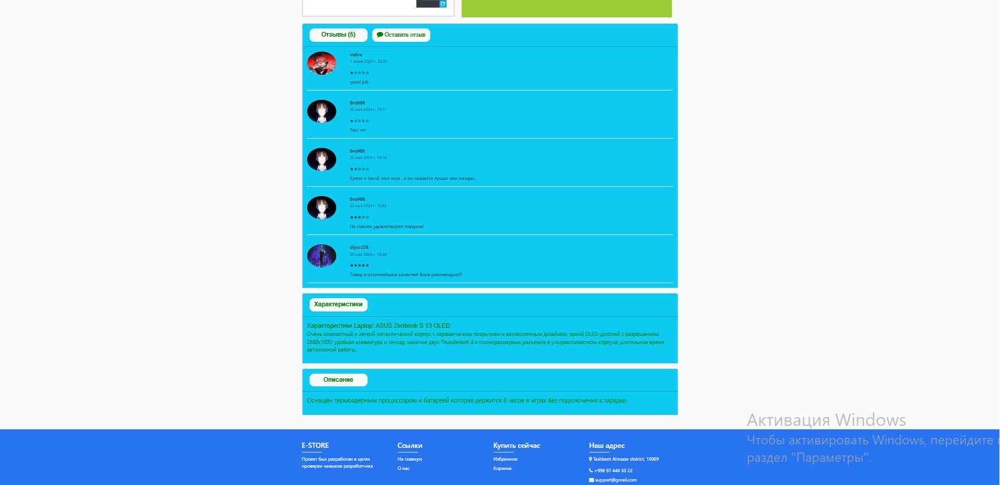 i7
Отзывы (5)
Оставить отзыв
indira
1 июня 2024 г. 20:34
★☆☆☆☆
good job
Bro988
22 мая 2024 г. 19:17
★☆☆☆☆
Тест ттт
Bro988
22 мая 2024 г. 19:16
★★☆☆☆
Купил я такой этот ноут , а он оказался лучше чем ожидал..
Bro988
22 мая 2024 г. 15:53
★★★☆☆
Не совсем удовлетворен товаром!
diyor228
20 мая 2024 г. 19:46
★★★★★
Товар в отличнейшем качестве! Всем рекомендую!!!
Характеристики
Характеристики Laptop: ASUS Zenbook S 13 OLED
Очень компактный и легкий металлический корпус с керамическим покрытием и великолепным дизайном; яркий OLED-дисплей с разрешением
2880x1800; удобная клавиатура и тачпад; наличие двух Thunderbolt 4 и полноразмерных разъемов в ультракомпактном корпусе; длительное время
автономной работы.
Описание
Оснащён термоядерным процессором и батареей которая держится 8 часов в играх без подключения к зарядке.
Активация Windows
Чтобы активировать Windows, перейдите в
раздел "Параметры".
E-STORE
Проект был разработан в целях
проверки навыков разработчика
Ссылки
На главную
О нас
Купить сейчас
Избранное
Корзина
Наш адрес
Tashkent Almazar district, 10069
+998 97 444 33 22
support@gmail.com